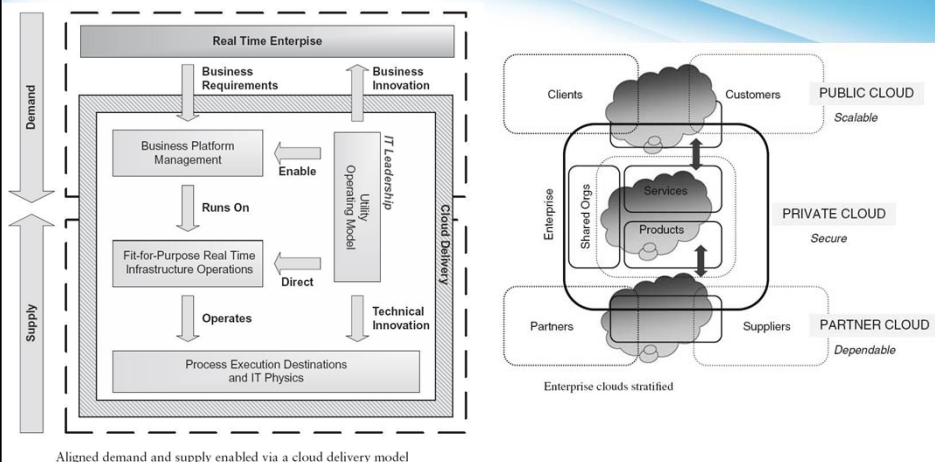 Real Time Enterpise
Demand
Business
Requirements
Business
Innovation
Business Platform
Management
Enable
IT Leadership
Utility
Operating Model
Cloud Delivery
Runs On
Fit-for-Purpose Real Time
Infrastructure Operations
Direct
Supply
Operates
Technical
Innovation
Process Execution Destinations
and IT Physics
Aligned demand and supply enabled via a cloud delivery model
Clients
Customers
PUBLIC CLOUD
Scalable
Enterprise
Shared Orgs
Services
Products
PRIVATE CLOUD
Secure
Partners
Suppliers
PARTNER CLOUD
Dependable
Enterprise clouds stratified